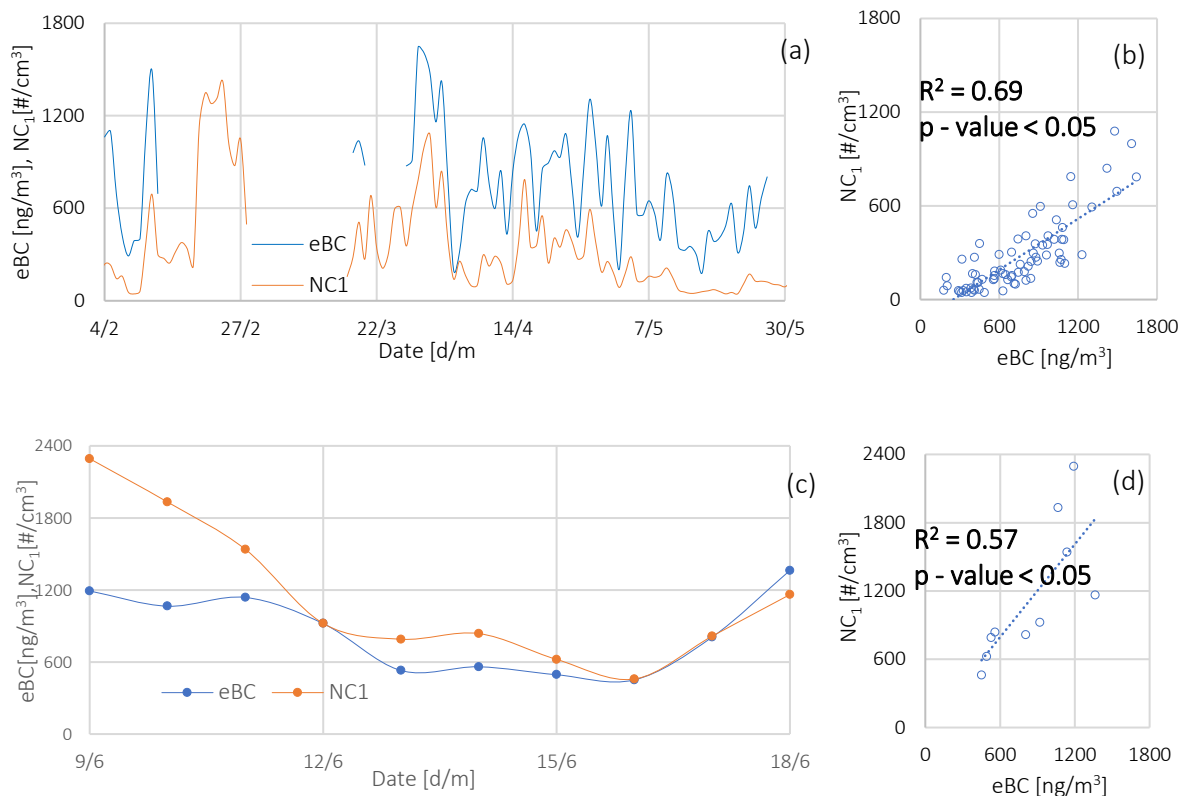 1800
1200
600
0
eBC [ng/m³], NC₁[#/cm³]
(a)
eBC
NC1
4/2 27/2 22/3 14/4 7/5 30/5
Date [d/m
1800
1200
600
0
NC₁ [#/cm³]
(b)
R² = 0.69
p - value < 0.05
0 600 1200 1800
eBC [ng/m³]
2400
1800
1200
600
0
eBC[ng/m³],NC₁[#/cm³]
(c)
eBC NC1
9/6 12/6 15/6 18/6
Date [d/m]
2400
1800
1200
600
0
NC₁ [#/cm³]
(d)
R² = 0.57
p - value < 0.05
0 600 1200 1800
eBC [ng/m³]